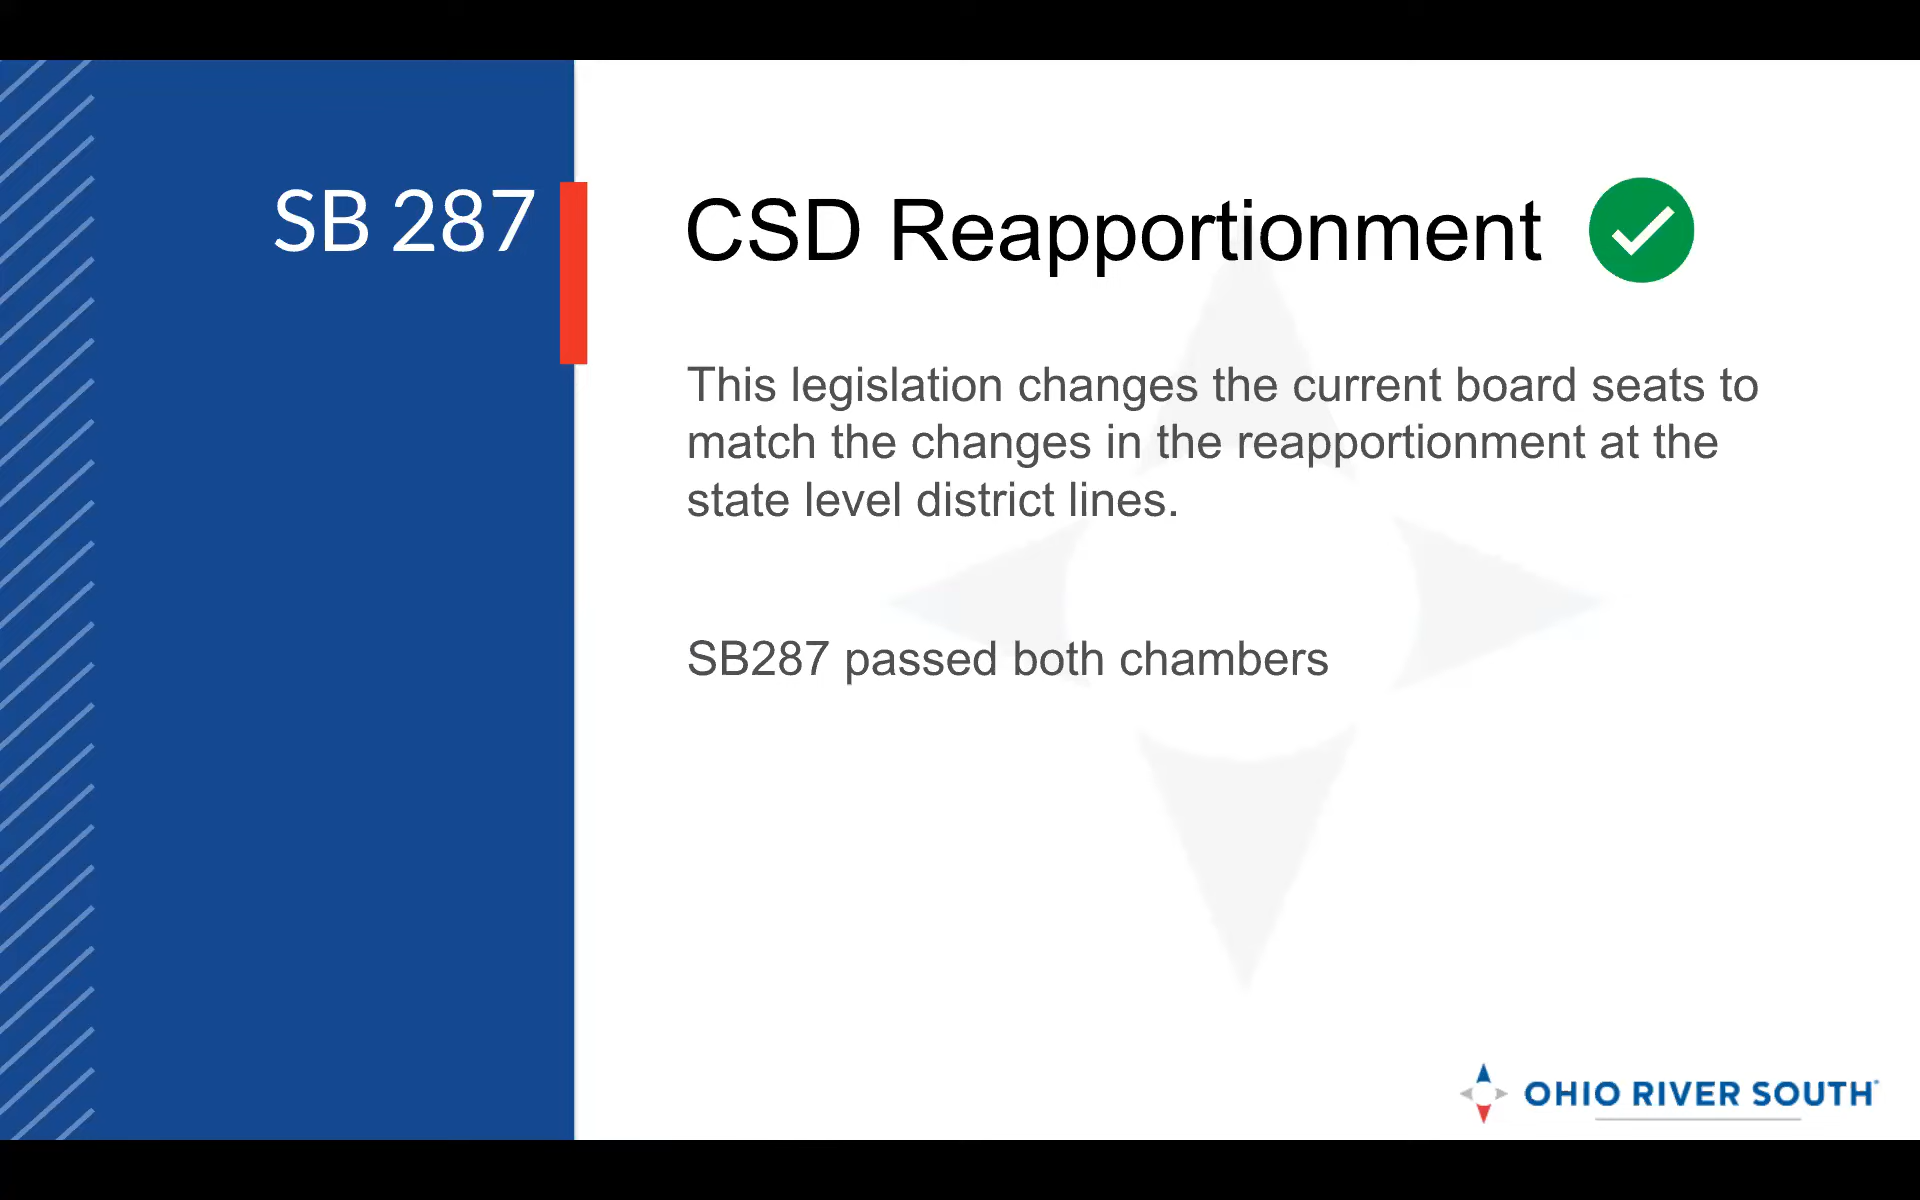 SB 287
CSD Reapportionment
This legislation changes the current board seats to
match the changes in the reapportionment at the
state level district lines.
SB287 passed both chambers
OHIO RIVER SOUTH